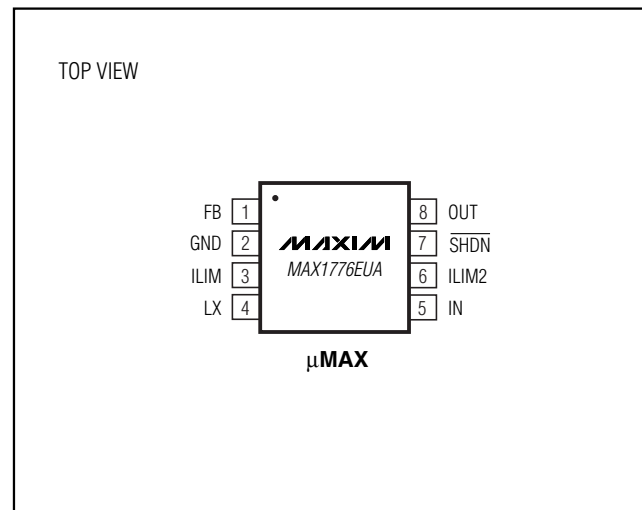 TOP VIEW
FB 1 8 OUT
GND 2 MAXIM 7 SHDN
ILIM 3 MAX1776EUA 6 ILIM2
LX 4 5 IN
μMAX